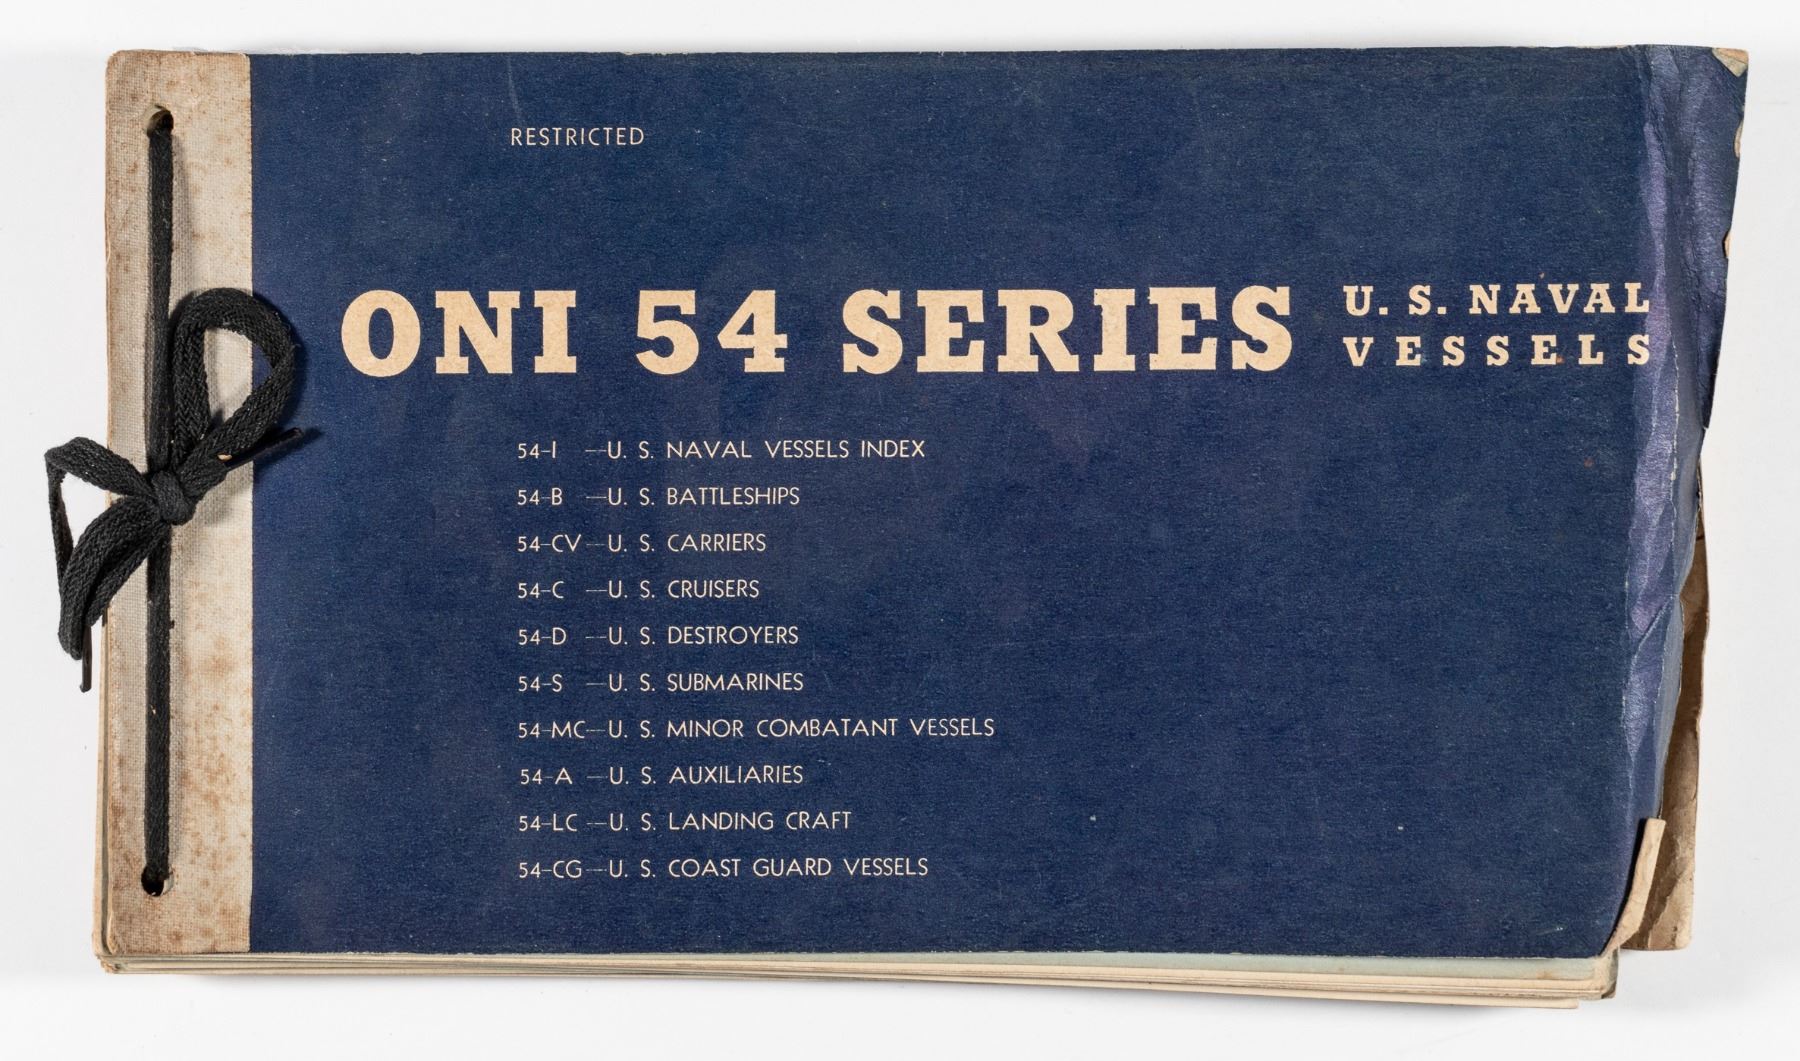 RESTRICTED
ONI 54 SERIES U. S. NAVAL VESSELS
54-I —U. S. NAVAL VESSELS INDEX
54-B —U. S. BATTLESHIPS
54-CV—U. S. CARRIERS
54-C —U. S. CRUISERS
54-D —U. S. DESTROYERS
54-S —U. S. SUBMARINES
54-MC—U. S. MINOR COMBATANT VESSELS
54-A —U. S. AUXILIARIES
54-LC—U. S. LANDING CRAFT
54-CG—U. S. COAST GUARD VESSELS